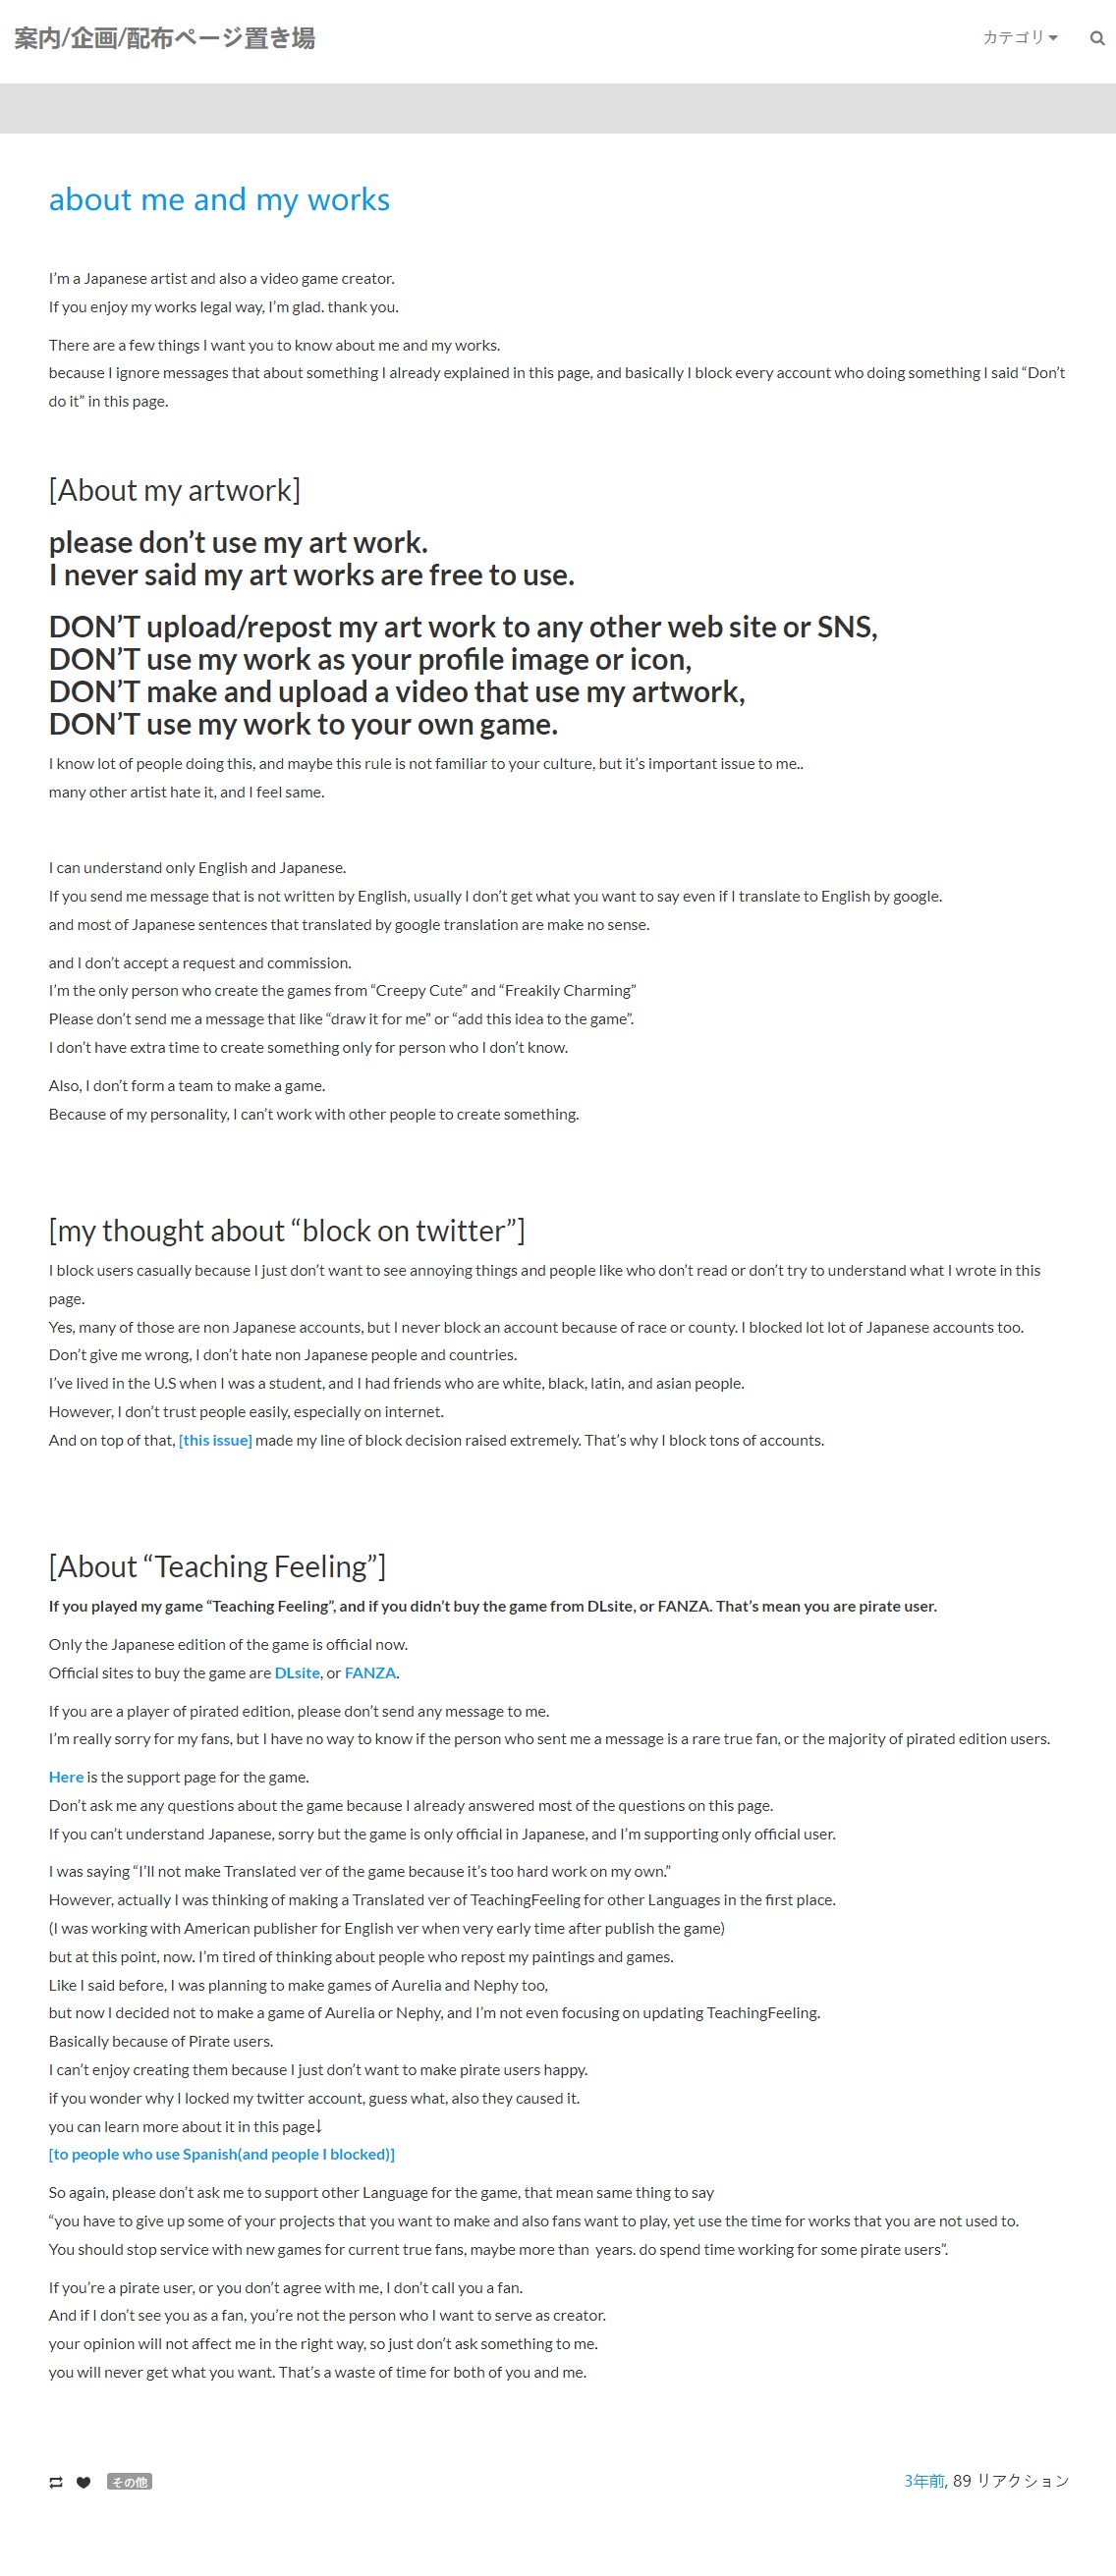 案内/企画/配布ページ置き場
カテゴリ
about me and my works
I’m a Japanese artist and also a video game creator.
If you enjoy my works legal way, I’m glad. thank you.
There are a few things I want you to know about me and my works.
because I ignore messages that about something I already explained in this page, and basically I block every account who doing something I said “Don’t
do it” in this page.
[About my artwork]
please don’t use my art work.
I never said my art works are free to use.
DON’T upload/repost my art work to any other web site or SNS,
DON’T use my work as your profile image or icon,
DON’T make and upload a video that use my artwork,
DON’T use my work to your own game.
I know lot of people doing this, and maybe this rule is not familiar to your culture, but it’s important issue to me..
many other artist hate it, and I feel same.
I can understand only English and Japanese.
If you send me message that is not written by English, usually I don’t get what you want to say even if I translate to English by google.
and most of Japanese sentences that translated by google translation are make no sense.
and I don’t accept a request and commission.
I’m the only person who create the games from “Creepy Cute” and “Freakily Charming”
Please don’t send me a message that like “draw it for me” or “add this idea to the game”.
I don’t have extra time to create something only for person who I don’t know.
Also, I don’t form a team to make a game.
Because of my personality, I can’t work with other people to create something.
[my thought about “block on twitter”]
I block users casually because I just don’t want to see annoying things and people like who don’t read or don’t try to understand what I wrote in this
page.
Yes, many of those are non Japanese accounts, but I never block an account because of race or county. I blocked lot lot of Japanese accounts too.
Don’t give me wrong, I don’t hate non Japanese people and countries.
I’ve lived in the U.S when I was a student, and I had friends who are white, black, latin, and asian people.
However, I don’t trust people easily, especially on internet.
And on top of that, [this issue] made my line of block decision raised extremely. That’s why I block tons of accounts.
[About “Teaching Feeling”]
If you played my game “Teaching Feeling”, and if you didn’t buy the game from DLsite, or FANZA. That’s mean you are pirate user.
Only the Japanese edition of the game is official now.
Official sites to buy the game are DLsite, or FANZA.
If you are a player of pirated edition, please don’t send any message to me.
I’m really sorry for my fans, but I have no way to know if the person who sent me a message is a rare true fan, or the majority of pirated edition users.
Here is the support page for the game.
Don’t ask me any questions about the game because I already answered most of the questions on this page.
If you can’t understand Japanese, sorry but the game is only official in Japanese, and I’m supporting only official user.
I was saying “I’ll not make Translated ver of the game because it’s too hard work on my own.”
However, actually I was thinking of making a Translated ver of TeachingFeeling for other Languages in the first place.
(I was working with American publisher for English ver when very early time after publish the game)
but at this point, now. I’m tired of thinking about people who repost my paintings and games.
Like I said before, I was planning to make games of Aurelia and Nephy too,
but now I decided not to make a game of Aurelia or Nephy, and I’m not even focusing on updating TeachingFeeling.
Basically because of Pirate users.
I can’t enjoy creating them because I just don’t want to make pirate users happy.
if you wonder why I locked my twitter account, guess what, also they caused it.
you can learn more about it in this page↓
[to people who use Spanish(and people I blocked)]
So again, please don’t ask me to support other Language for the game, that mean same thing to say
“you have to give up some of your projects that you want to make and also fans want to play, yet use the time for works that you are not used to.
You should stop service with new games for current true fans, maybe more than years. do spend time working for some pirate users”.
If you’re a pirate user, or you don’t agree with me, I don’t call you a fan.
And if I don’t see you as a fan, you’re not the person who I want to serve as creator.
your opinion will not affect me in the right way, so just don’t ask something to me.
you will never get what you want. That’s a waste of time for both of you and me.
その他
3年前, 89 リアクション